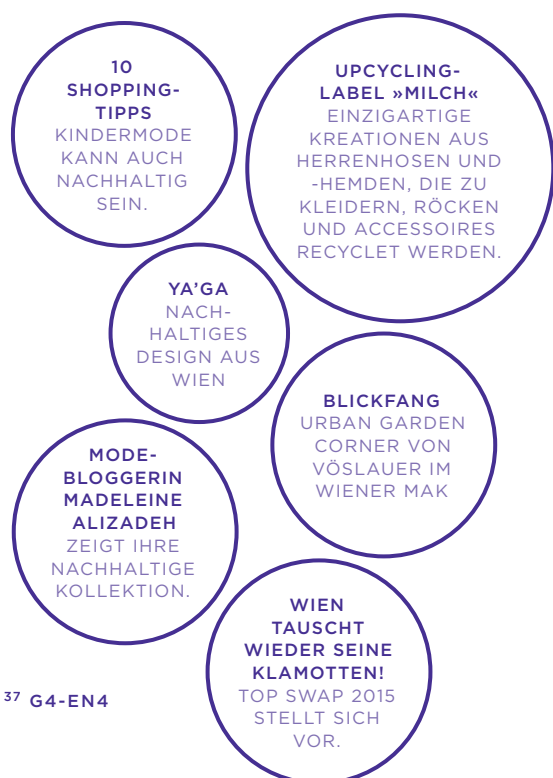 10
SHOPPING-
TIPPS
KINDERMODE
KANN AUCH
NACHHALTIG
SEIN.
UPCYCLING-
LABEL »MILCH«
EINZIGARTIGE
KREATIONEN AUS
HERRENHOSEN UND
-HEMDEN, DIE ZU
KLEIDERN, RÖCKEN
UND ACCESSOIRES
RECYCLET WERDEN.
YA’GA
NACH-
HALTIGES
DESIGN AUS
WIEN
BLICKFANG
URBAN GARDEN
CORNER VON
VÖSLAUER IM
WIENER MAK
MODE-
BLOGGERIN
MADELEINE
ALIZADEH
ZEIGT IHRE
NACHHALTIGE
KOLLEKTION.
WIEN
TAUSCHT
WIEDER SEINE
KLAMOTTEN!
TOP SWAP 2015
STELLT SICH
VOR.
37 G4-EN4